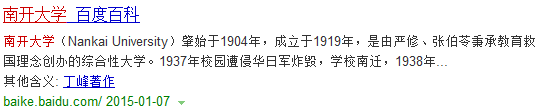 南开大学_百度百科
南开大学（Nankai University）肇始于1904年，成立于1919年，是由严修、张伯苓秉承教育救
国理念创办的综合性大学。1937年校园遭侵华日军炸毁，学校南迁，1938年...
其他含义: 丁峰著作
baike.baidu.com/ 2015-01-07